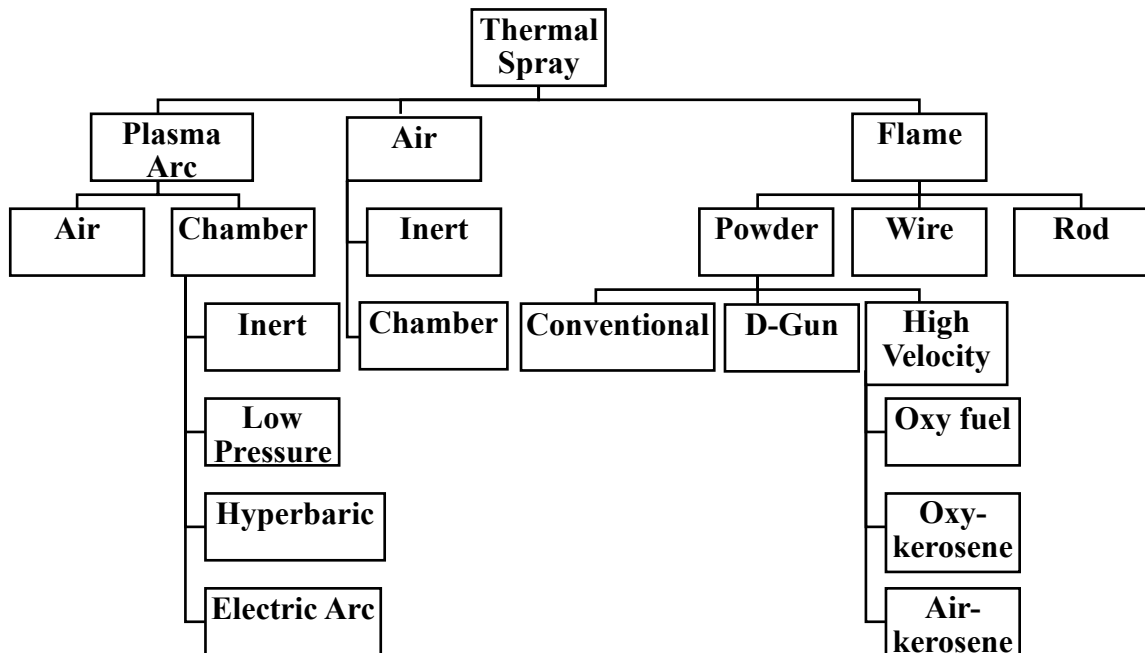 Thermal
Spray
Plasma
Arc
Air
Flame
Air
Chamber
Inert
Powder
Wire
Rod
Inert
Chamber
Conventional
D-Gun
High
Velocity
Low
Pressure
Oxy fuel
Hyperbaric
Oxy-
kerosene
Electric Arc
Air-
kerosene